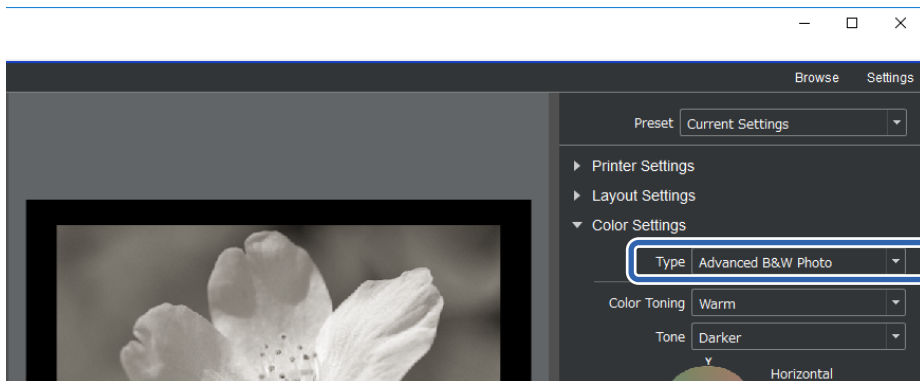 Browse Settings
Preset Current Settings
Printer Settings
Layout Settings
Color Settings
Type Advanced B&W Photo
Color Toning Warm
Tone Darker
Y
Horizontal